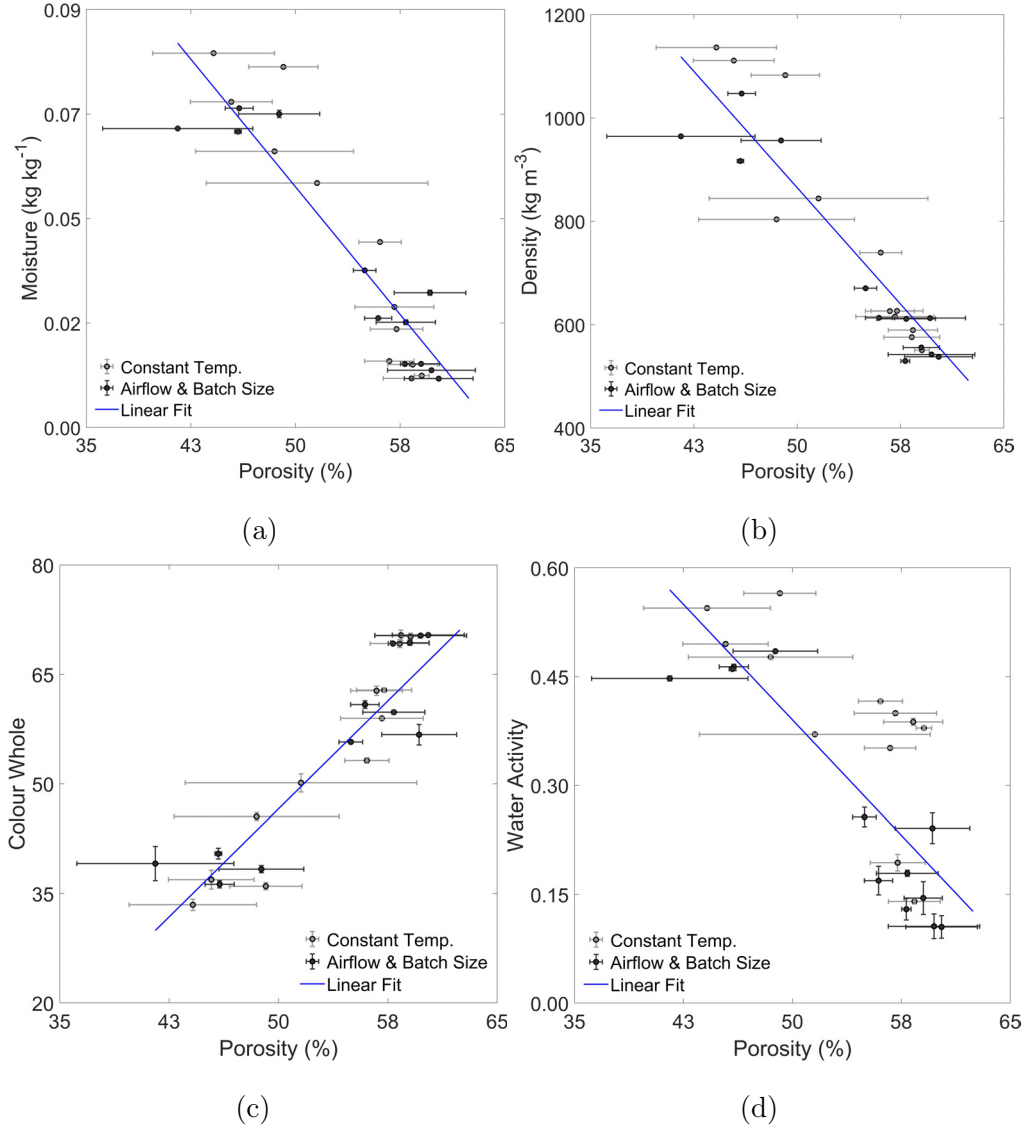 0.09
0.07
0.05
0.02
0.00
Moisture (kg kg⁻¹)
Constant Temp.
Airflow & Batch Size
Linear Fit
35 43 50 58 65
Porosity (%)
(a)
1200
1000
800
600
400
Density (kg m⁻³)
Constant Temp.
Airflow & Batch Size
Linear Fit
35 43 50 58 65
Porosity (%)
(b)
80
65
50
35
20
Colour Whole
Constant Temp.
Airflow & Batch Size
Linear Fit
35 43 50 58 65
Porosity (%)
(c)
0.60
0.45
0.30
0.15
0.00
Water Activity
Constant Temp.
Airflow & Batch Size
Linear Fit
35 43 50 58 65
Porosity (%)
(d)